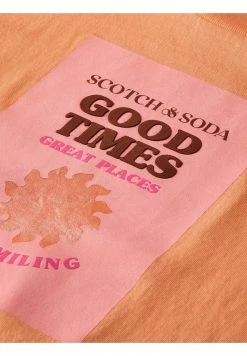 SCOTCH & SODA
GOOD
TIMES
GREAT PLACES
MILING